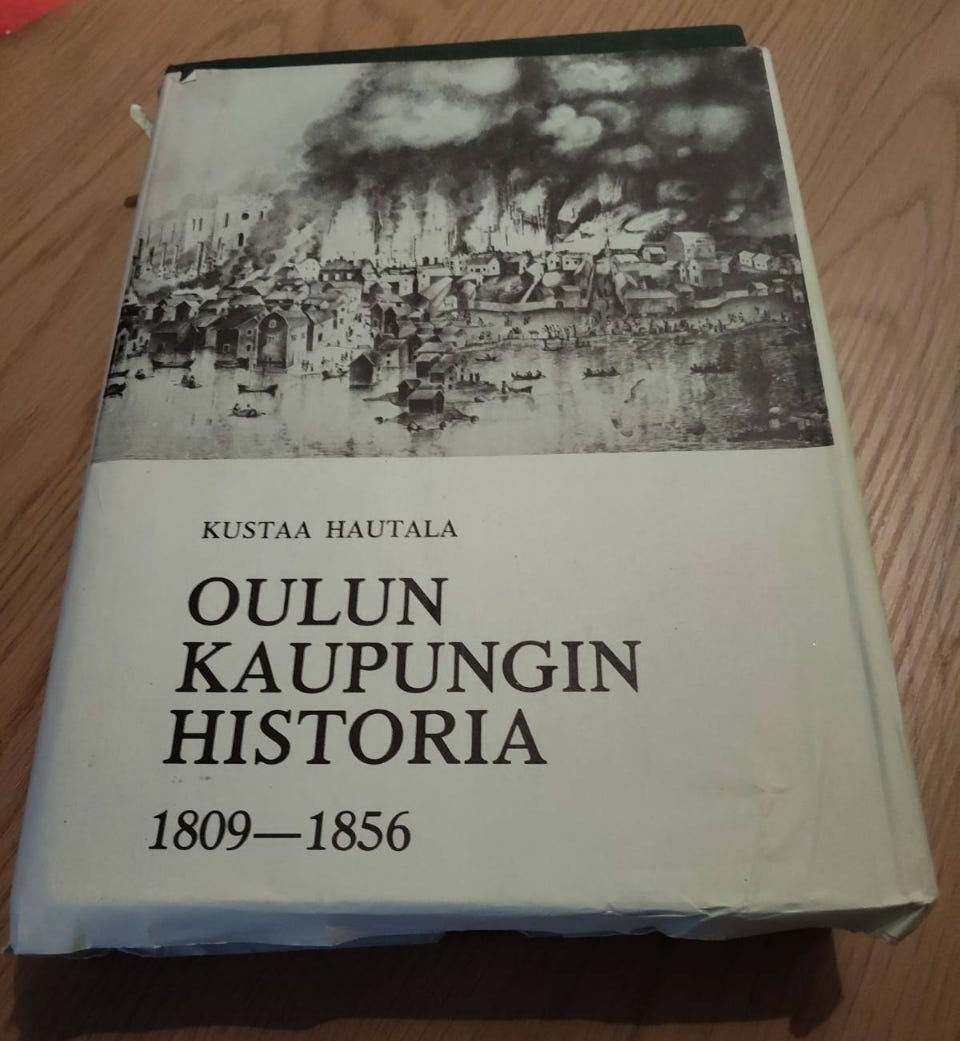 KUSTAA HAUTALA
OULUN
KAUPUNGIN
HISTORIA
1809—1856